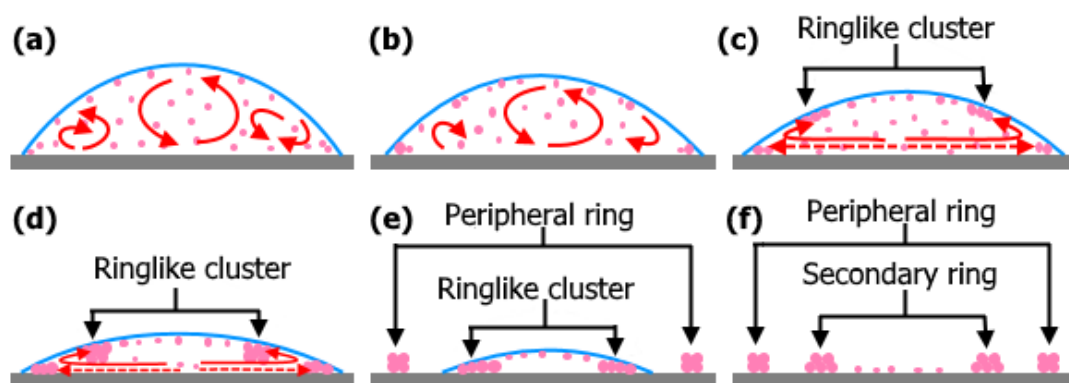 (a)
(b)
(c)
Ringlike cluster
(d)
Ringlike cluster
(e)
Peripheral ring
Ringlike cluster
(f)
Peripheral ring
Secondary ring